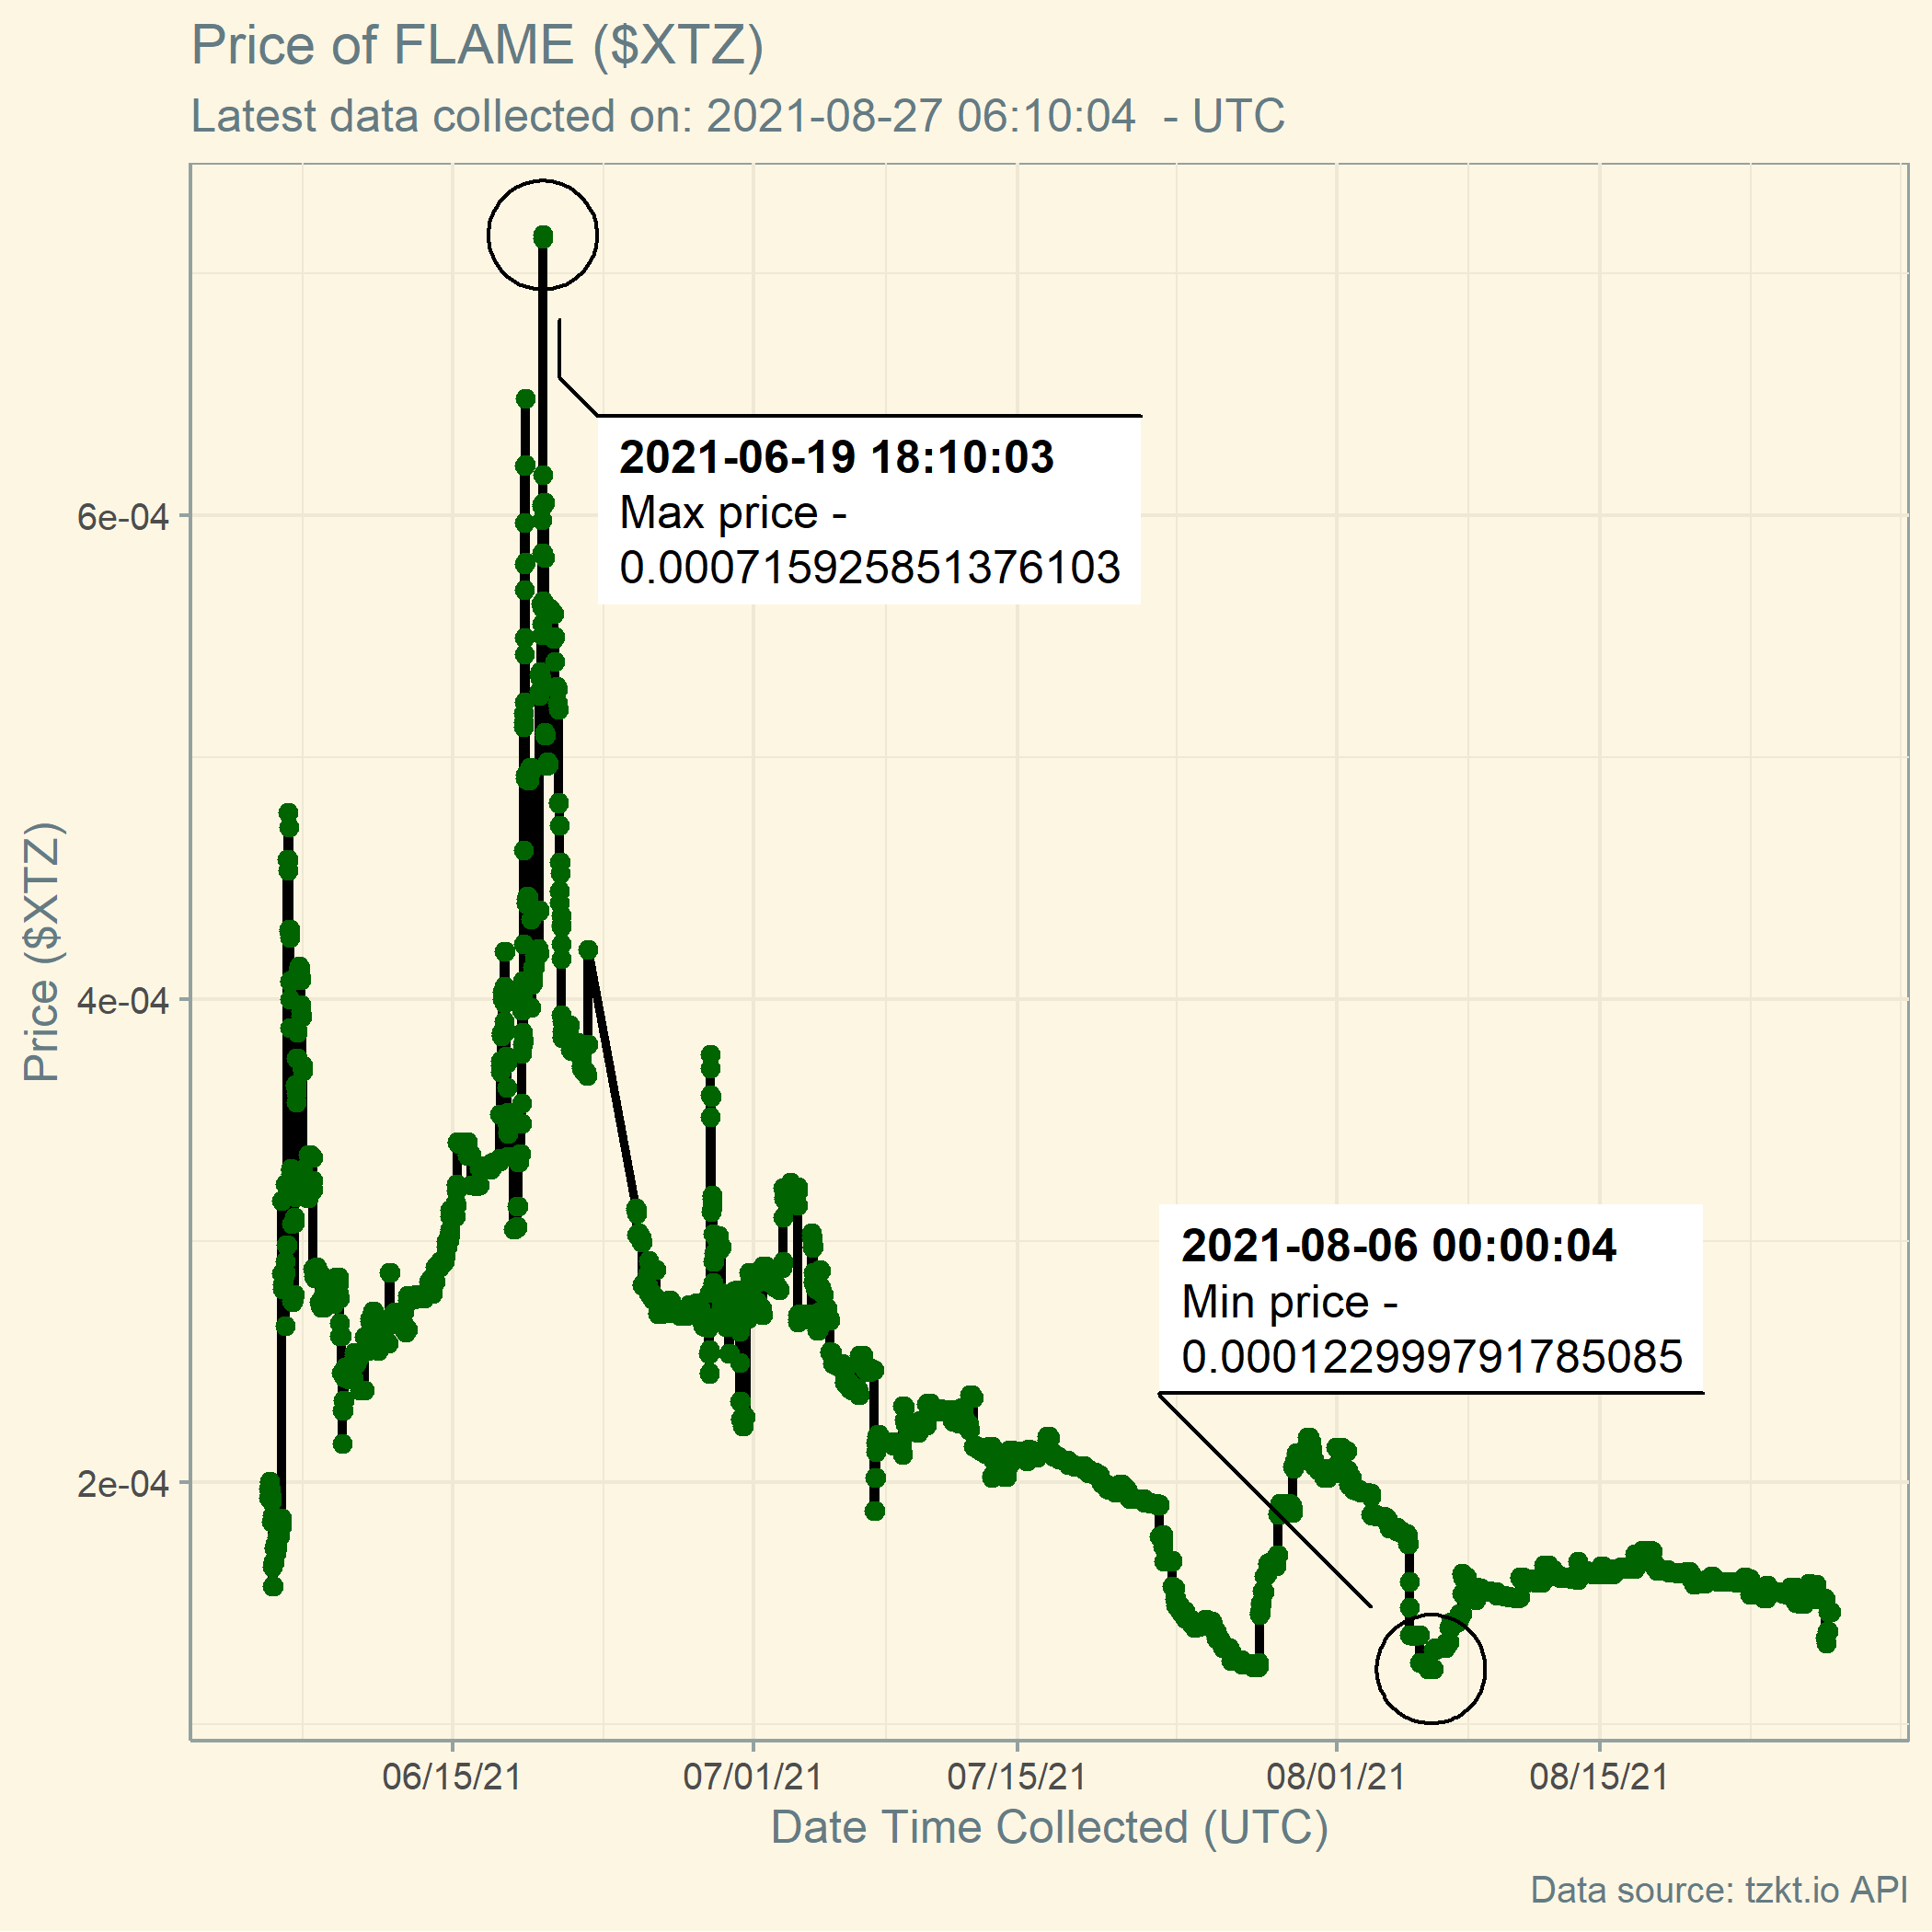 Price of FLAME ($XTZ)
Latest data collected on: 2021-08-27 06:10:04  - UTC
2021-06-19 18:10:03
Max price -
0.000715925851376103
6e-04
4e-04
2e-04
Price ($XTZ)
2021-08-06 00:00:04
Min price -
0.000122999791785085
06/15/21 07/01/21 07/15/21 08/01/21 08/15/21
Date Time Collected (UTC)
Data source: tzkt.io API